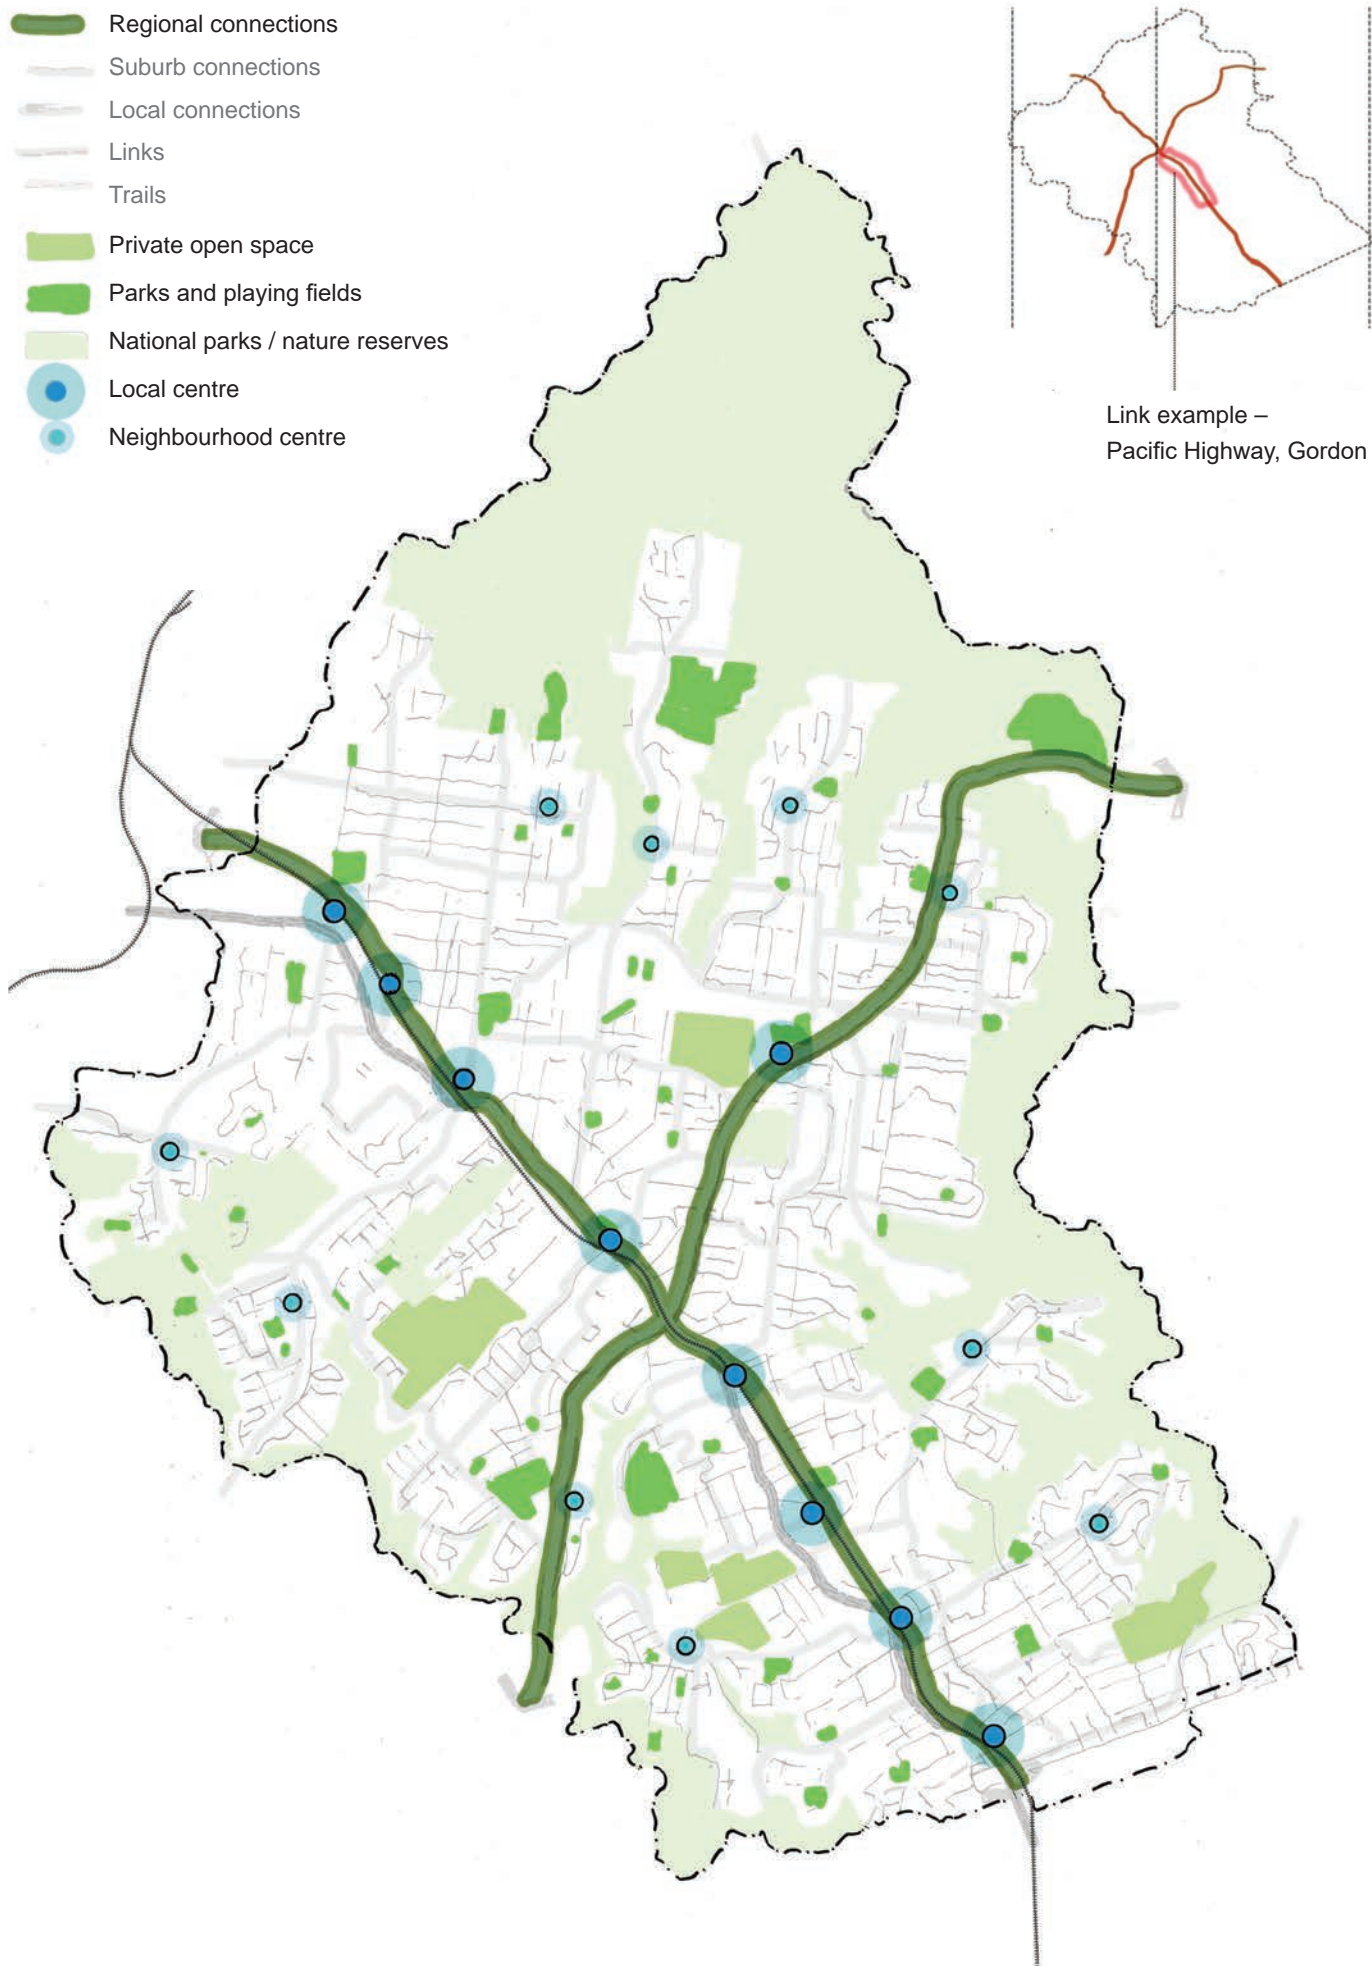 Regional connections
Suburb connections
Local connections
Links
Trails
Private open space
Parks and playing fields
National parks / nature reserves
Local centre
Neighbourhood centre
Link example –
Pacific Highway, Gordon